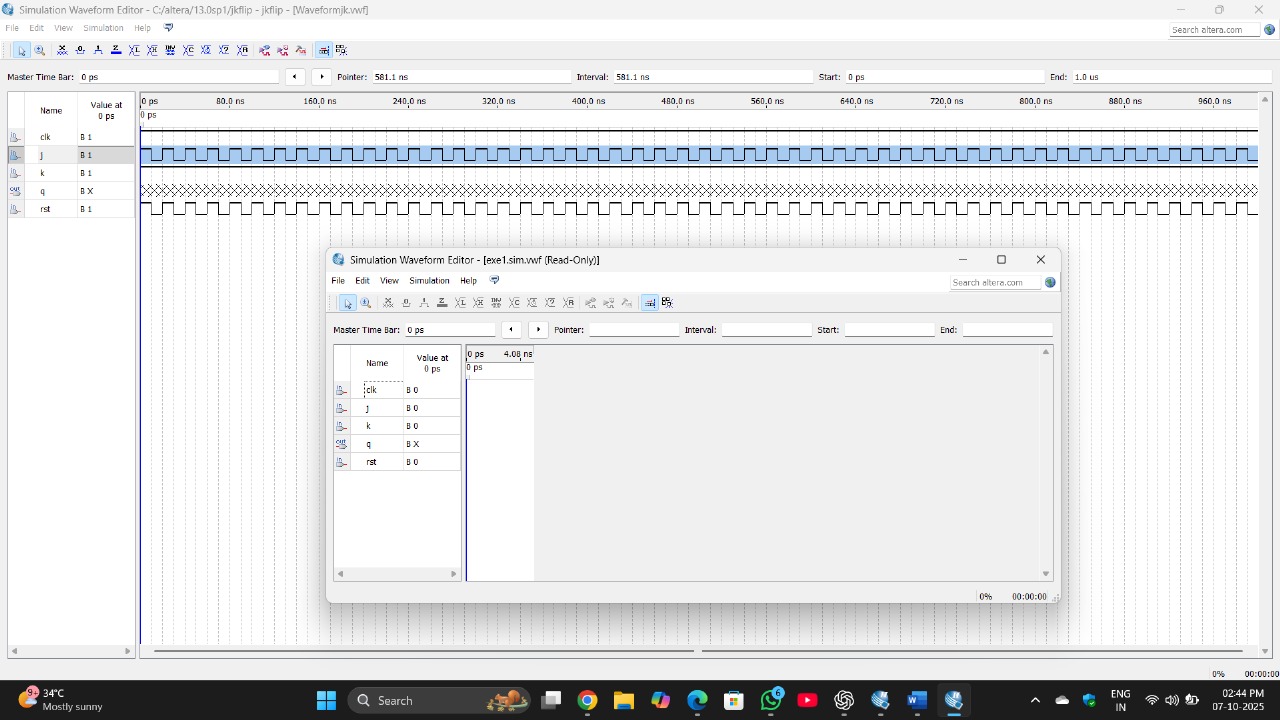 Simulation Waveform Editor - C:/altera/13.0sp1/jkflip - jkflip - [Waveformjk.vwf]
File Edit View Simulation Help
Search altera.com
Master Time Bar: 0 ps Pointer: 581.1 ns Interval: 581.1 ns Start: 0 ps End: 1.0 us
Name Value at 0 ps
0 ps 80.0 ns 160.0 ns 240.0 ns 320.0 ns 400.0 ns 480.0 ns 560.0 ns 640.0 ns 720.0 ns 800.0 ns 880.0 ns 960.0 ns
0 ps
clk B 1
j B 1
k B 1
q B X
rst B 1
Simulation Waveform Editor - [exe1.sim.vwf (Read-Only)]
File Edit View Simulation Help
Search altera.com
Master Time Bar: 0 ps Pointer: Interval: Start: End:
Name Value at 0 ps
0 ps 4.08 ns
0 ps
clk B 0
j B 0
k B 0
q B X
rst B 0
0% 00:00:00
0% 00:00:00
9+ 34°C
Mostly sunny
Search
6
ENG
IN
02:44 PM
07-10-2025